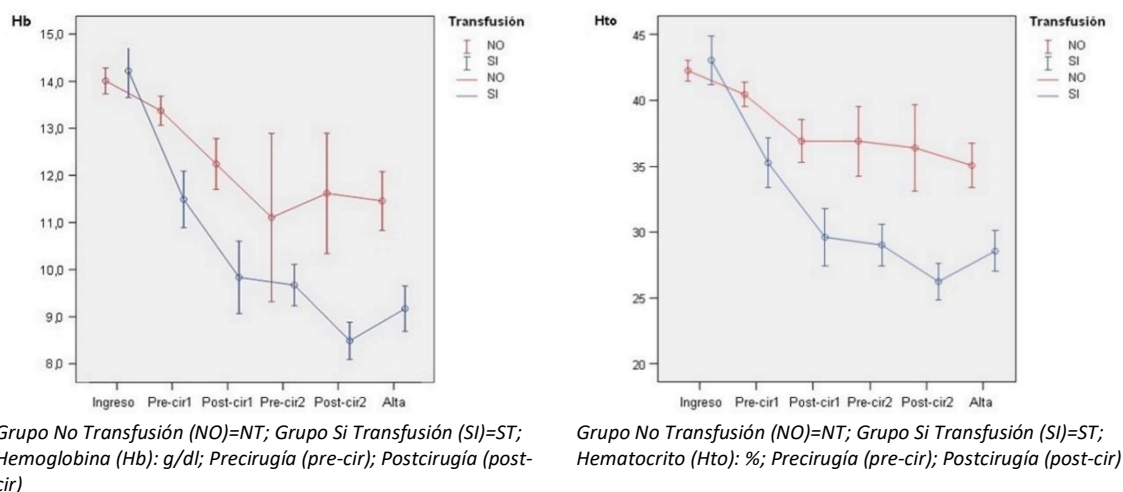 Hb
Transfusión
NO
SI
NO
SI
15,0
14,0
13,0
12,0
11,0
10,0
9,0
8,0
Ingreso Pre-cir1 Post-cir1 Pre-cir2 Post-cir2 Alta
Grupo No Transfusión (NO)=NT; Grupo Si Transfusión (SI)=ST;
Hemoglobina (Hb): g/dl; Precirugía (pre-cir); Postcirugía (post-
cir)
Hto
Transfusión
NO
SI
NO
SI
45
40
35
30
25
20
Ingreso Pre-cir1 Post-cir1 Pre-cir2 Post-cir2 Alta
Grupo No Transfusión (NO)=NT; Grupo Si Transfusión (SI)=ST;
Hematocrito (Hto): %; Precirugía (pre-cir); Postcirugía (post-cir)